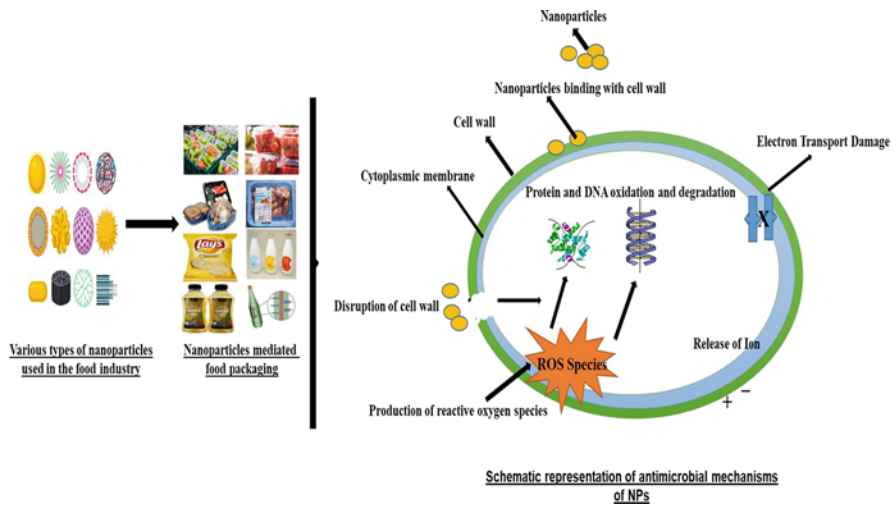 Nanoparticles
Nanoparticles binding with cell wall
Cell wall
Electron Transport Damage
Cytoplasmic membrane
Protein and DNA oxidation and degradation
X
Lay's
Disruption of cell wall
Release of Ion
Various types of nanoparticles
used in the food industry
Nanoparticles mediated
food packaging
ROS Species
Production of reactive oxygen species
+ −
Schematic representation of antimicrobial mechanisms
of NPs